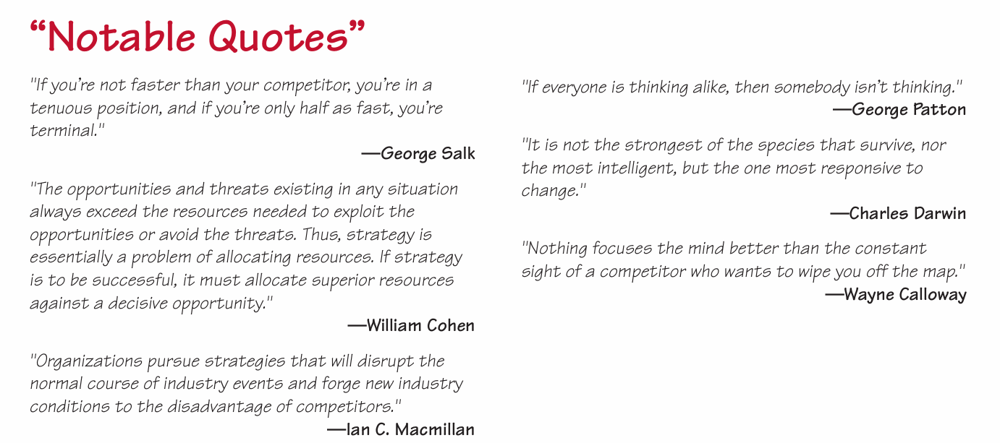 “Notable Quotes”
"If you’re not faster than your competitor, you’re in a
tenuous position, and if you’re only half as fast, you’re
terminal."
—George Salk
"The opportunities and threats existing in any situation
always exceed the resources needed to exploit the
opportunities or avoid the threats. Thus, strategy is
essentially a problem of allocating resources. If strategy
is to be successful, it must allocate superior resources
against a decisive opportunity."
—William Cohen
"Organizations pursue strategies that will disrupt the
normal course of industry events and forge new industry
conditions to the disadvantage of competitors."
—Ian C. Macmillan
"If everyone is thinking alike, then somebody isn’t thinking."
—George Patton
"It is not the strongest of the species that survive, nor
the most intelligent, but the one most responsive to
change."
—Charles Darwin
"Nothing focuses the mind better than the constant
sight of a competitor who wants to wipe you off the map."
—Wayne Calloway